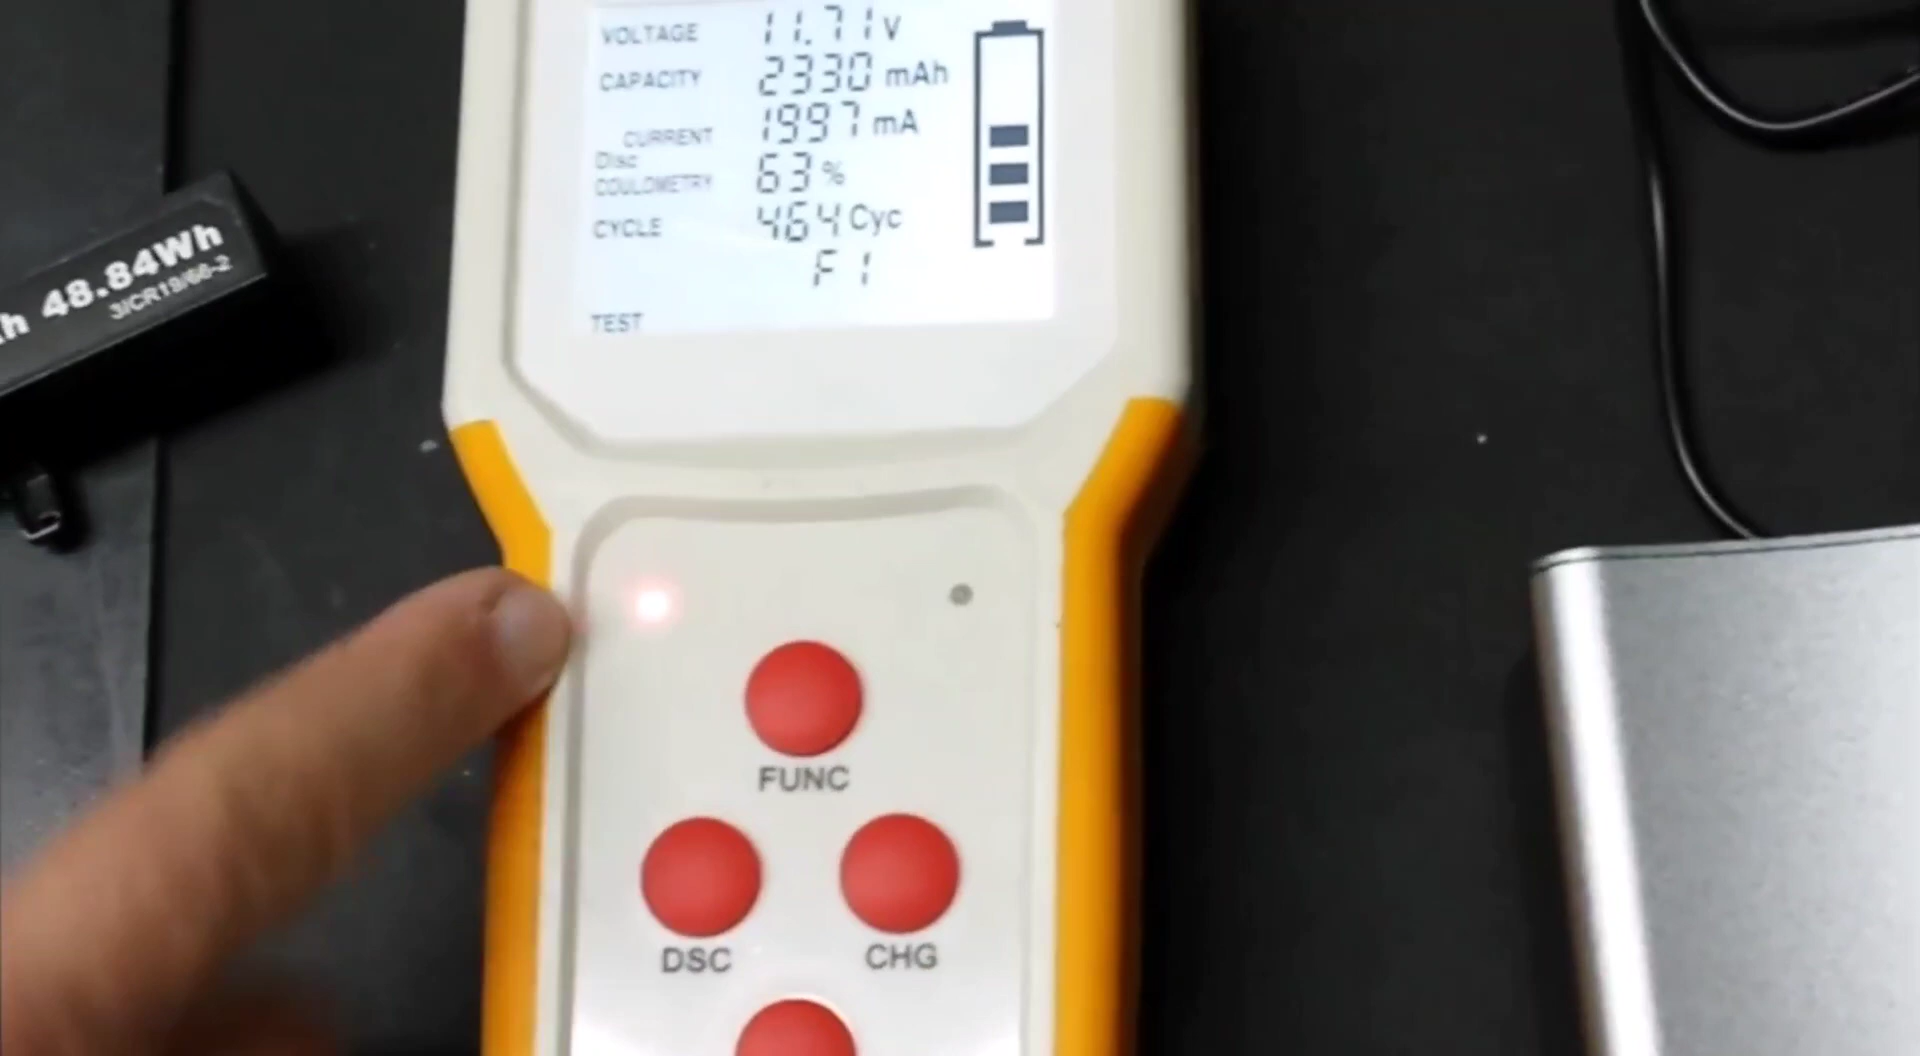 VOLTAGE 11.71V
CAPACITY 2330 mAh
CURRENT 1997 mA
Disc
COULOMETRY 63 %
CYCLE 464 Cyc
F1
TEST
h 48.84Wh
3ICR19/66-2
FUNC
DSC
CHG